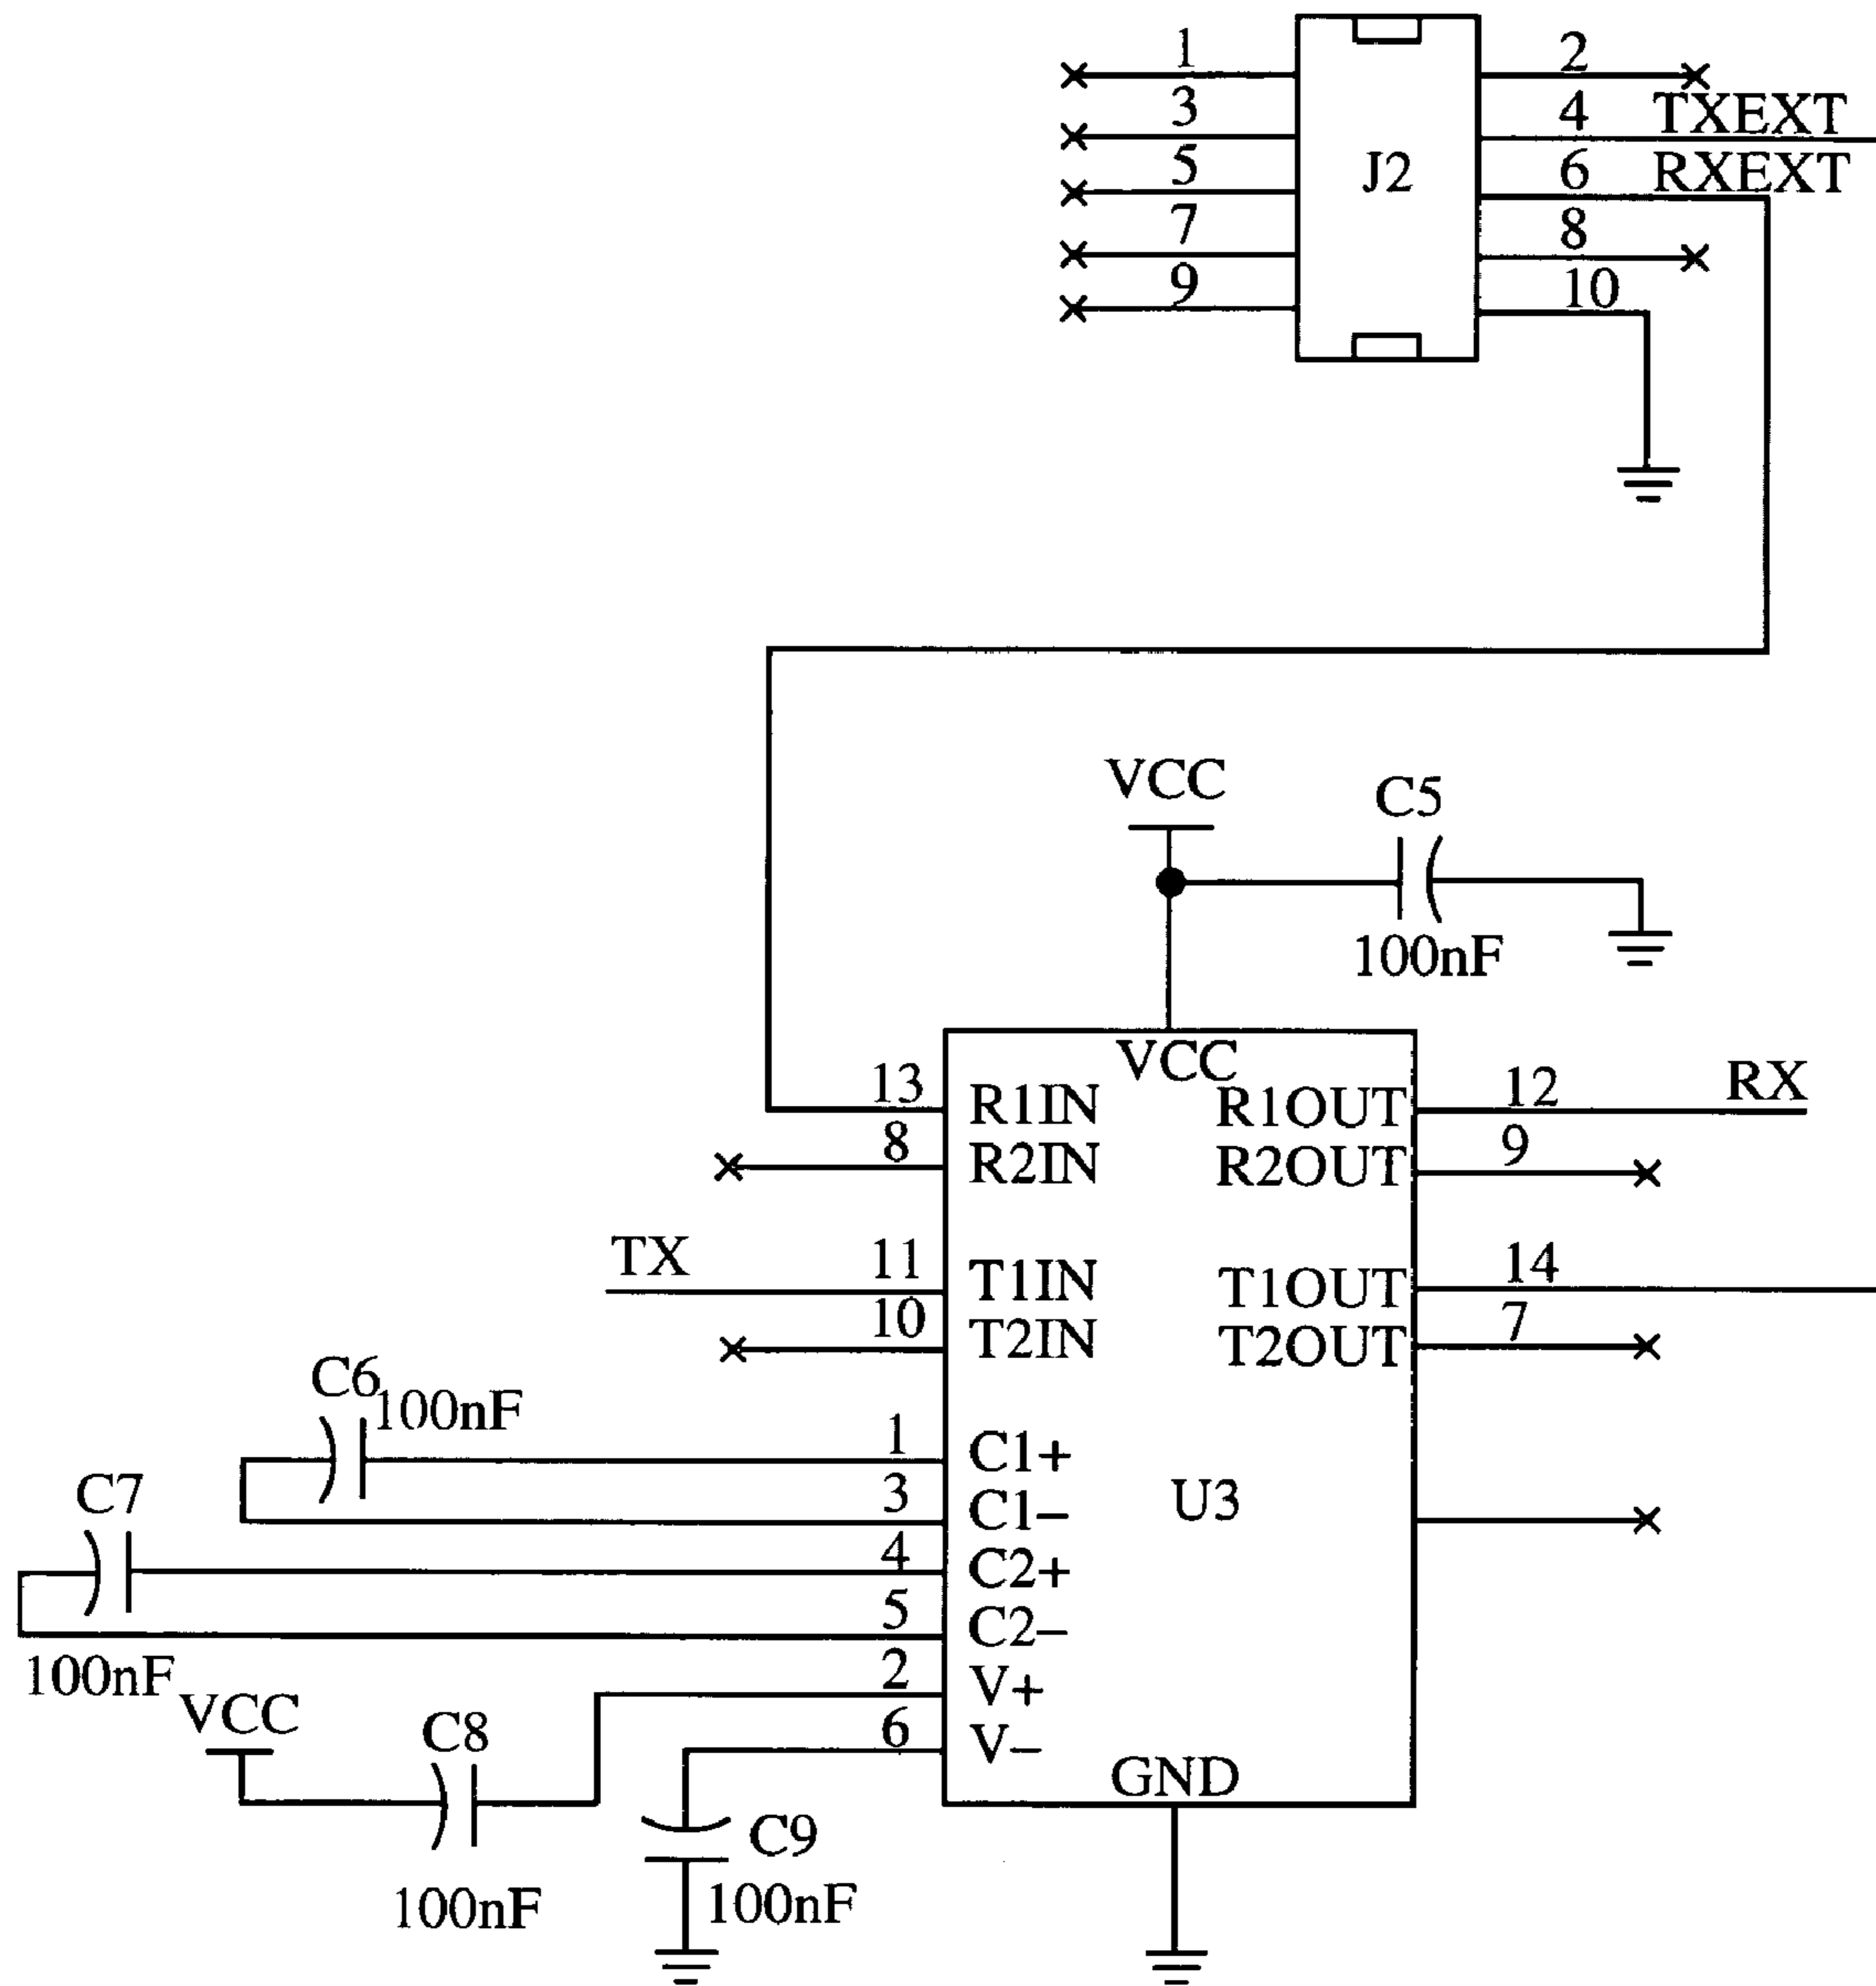 1 2
3 4 TXEXT
J2
5 6 RXEXT
7 8
9 10
VCC
C5
100nF
VCC
13 R1IN R1OUT 12 RX
8 R2IN R2OUT 9
TX 11 T1IN T1OUT 14
10 T2IN T2OUT 7
C6
100nF
1 C1+
C7
3 C1−
U3
4 C2+
5 C2−
100nF
2 V+
VCC
C8
6 V−
GND
C9
100nF
100nF